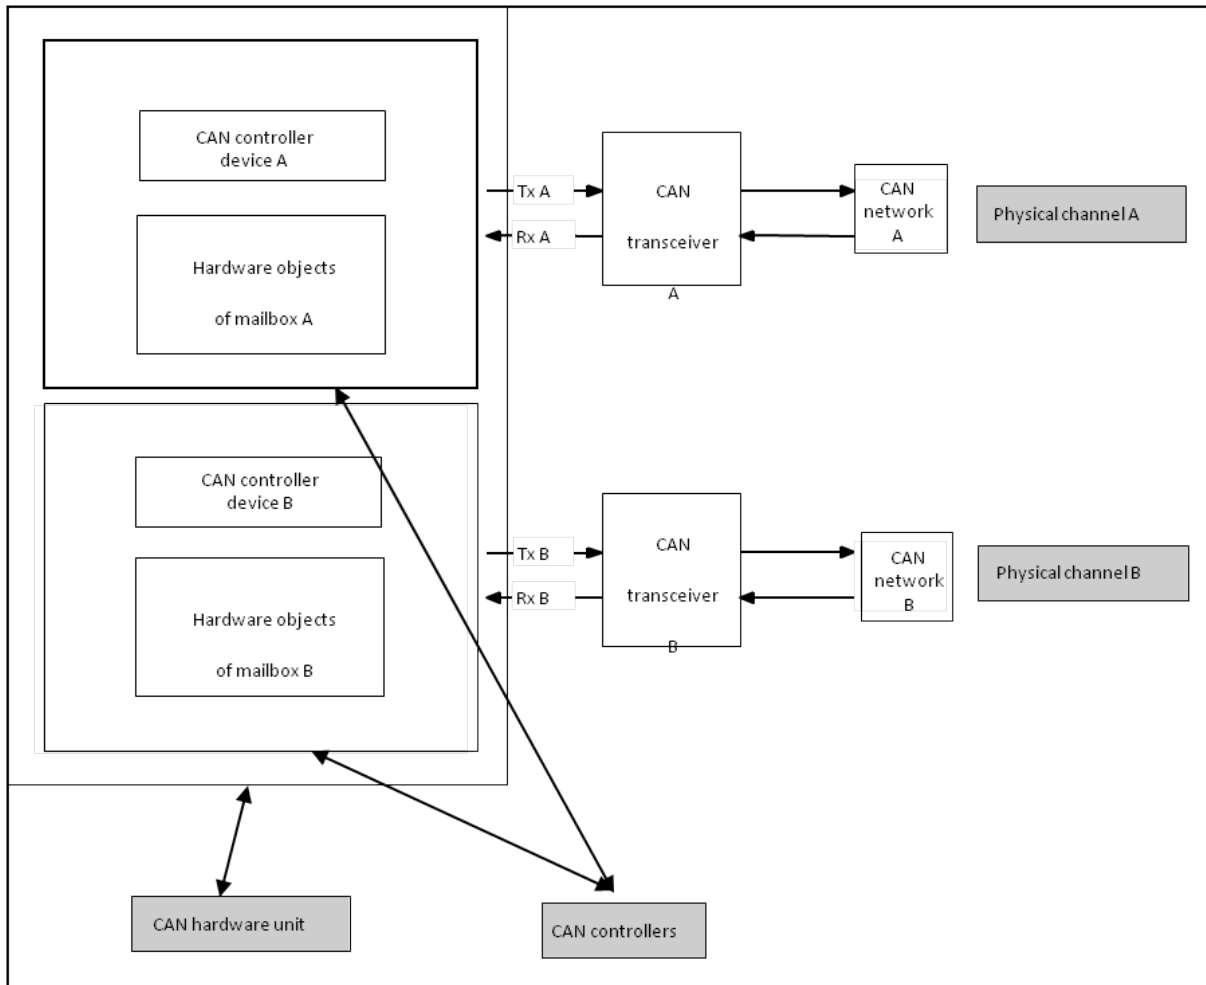 CAN controller
device A
Hardware objects
of mailbox A
Tx A
Rx A
CAN
transceiver
A
CAN
network
A
Physical channel A
CAN controller
device B
Hardware objects
of mailbox B
Tx B
Rx B
CAN
transceiver
B
CAN
network
B
Physical channel B
CAN hardware unit
CAN controllers